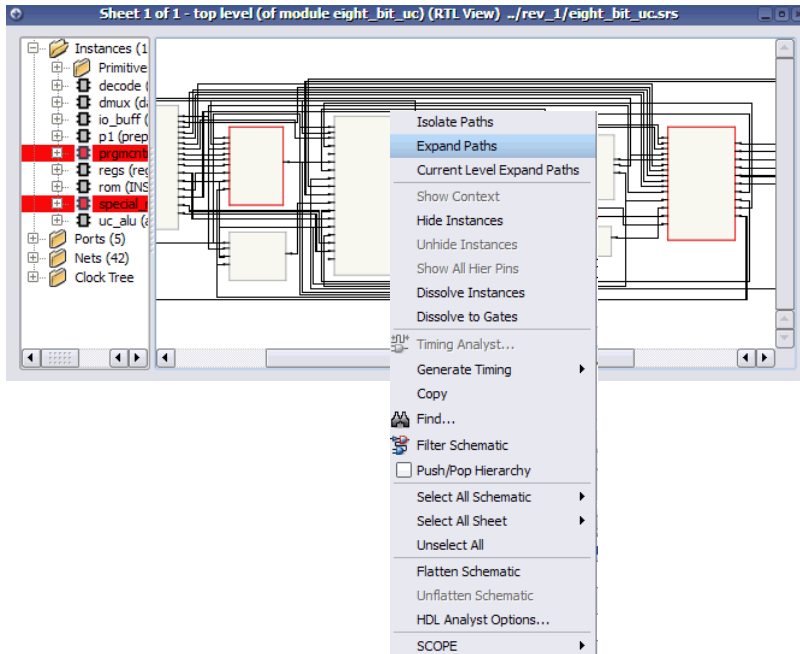 Sheet 1 of 1 - top level (of module eight_bit_uc) (RTL View) ../rev_1/eight_bit_uc.srs
Instances (1
Primitive
decode (
dmux (d
io_buff (
p1 (prep
prgmcnt
regs (reg
rom (INS
special_
uc_alu (
Ports (5)
Nets (42)
Clock Tree
Isolate Paths
Expand Paths
Current Level Expand Paths
Show Context
Hide Instances
Unhide Instances
Show All Hier Pins
Dissolve Instances
Dissolve to Gates
Timing Analyst...
Generate Timing
Copy
Find...
Filter Schematic
Push/Pop Hierarchy
Select All Schematic
Select All Sheet
Unselect All
Flatten Schematic
Unflatten Schematic
HDL Analyst Options...
SCOPE